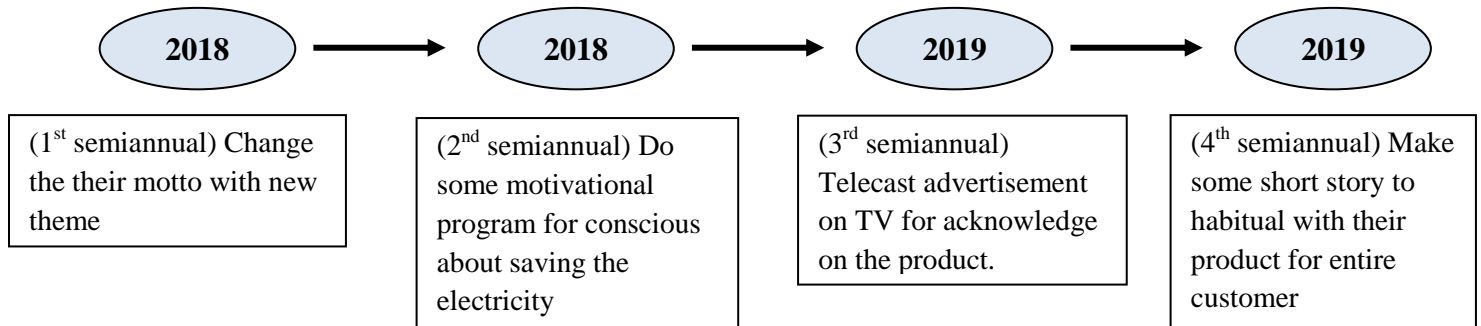 2018
2018
2019
2019
(1st semiannual) Change
the their motto with new
theme
(2nd semiannual) Do
some motivational
program for conscious
about saving the
electricity
(3rd semiannual)
Telecast advertisement
on TV for acknowledge
on the product.
(4th semiannual) Make
some short story to
habitual with their
product for entire
customer